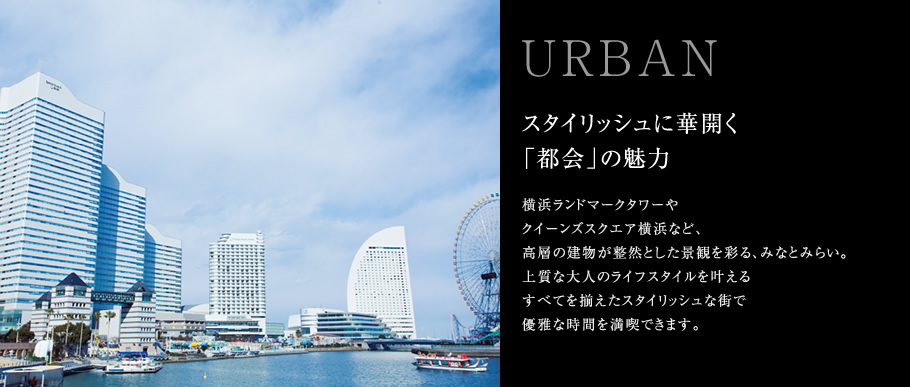 URBAN
スタイリッシュに華開く
「都会」の魅力
横浜ランドマークタワーや
クイーンズスクエア横浜など、
高層の建物が整然とした景観を彩る、みなとみらい。
上質な大人のライフスタイルを叶える
すべてを揃えたスタイリッシュな街で
優雅な時間を満喫できます。